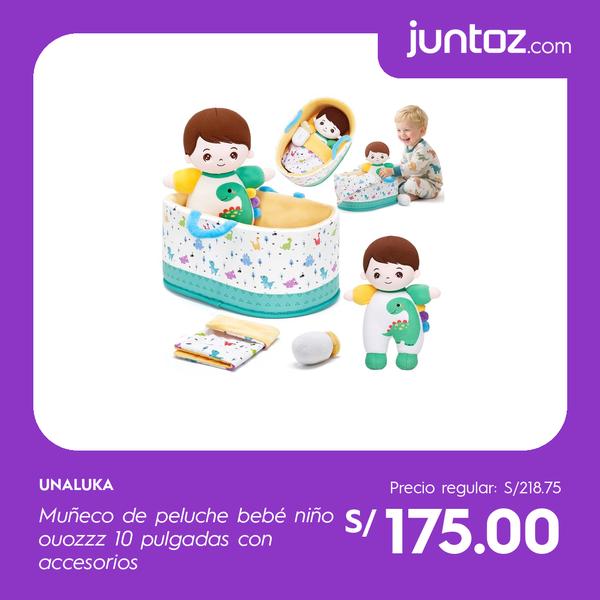 juntoz.com
UNALUKA
Muñeco de peluche bebé niño
ouozzz 10 pulgadas con
accesorios
Precio regular: S/218.75
S/ 175.00